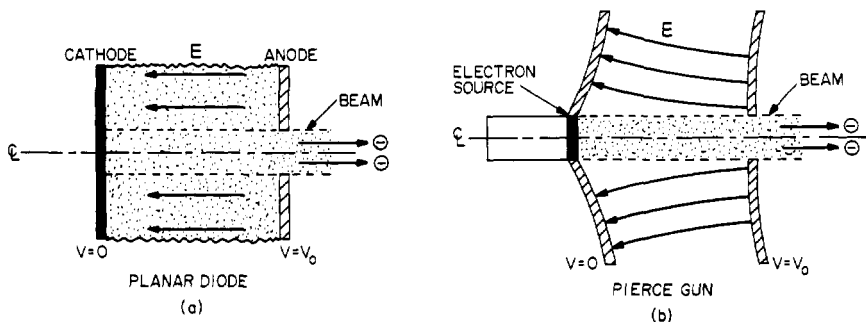 CATHODE
E
ANODE
BEAM
⊖
⊖
℄
V=0
V=V₀
PLANAR DIODE
(a)
E
ELECTRON
SOURCE
BEAM
⊖
⊖
℄
V=0
V=V₀
PIERCE GUN
(b)